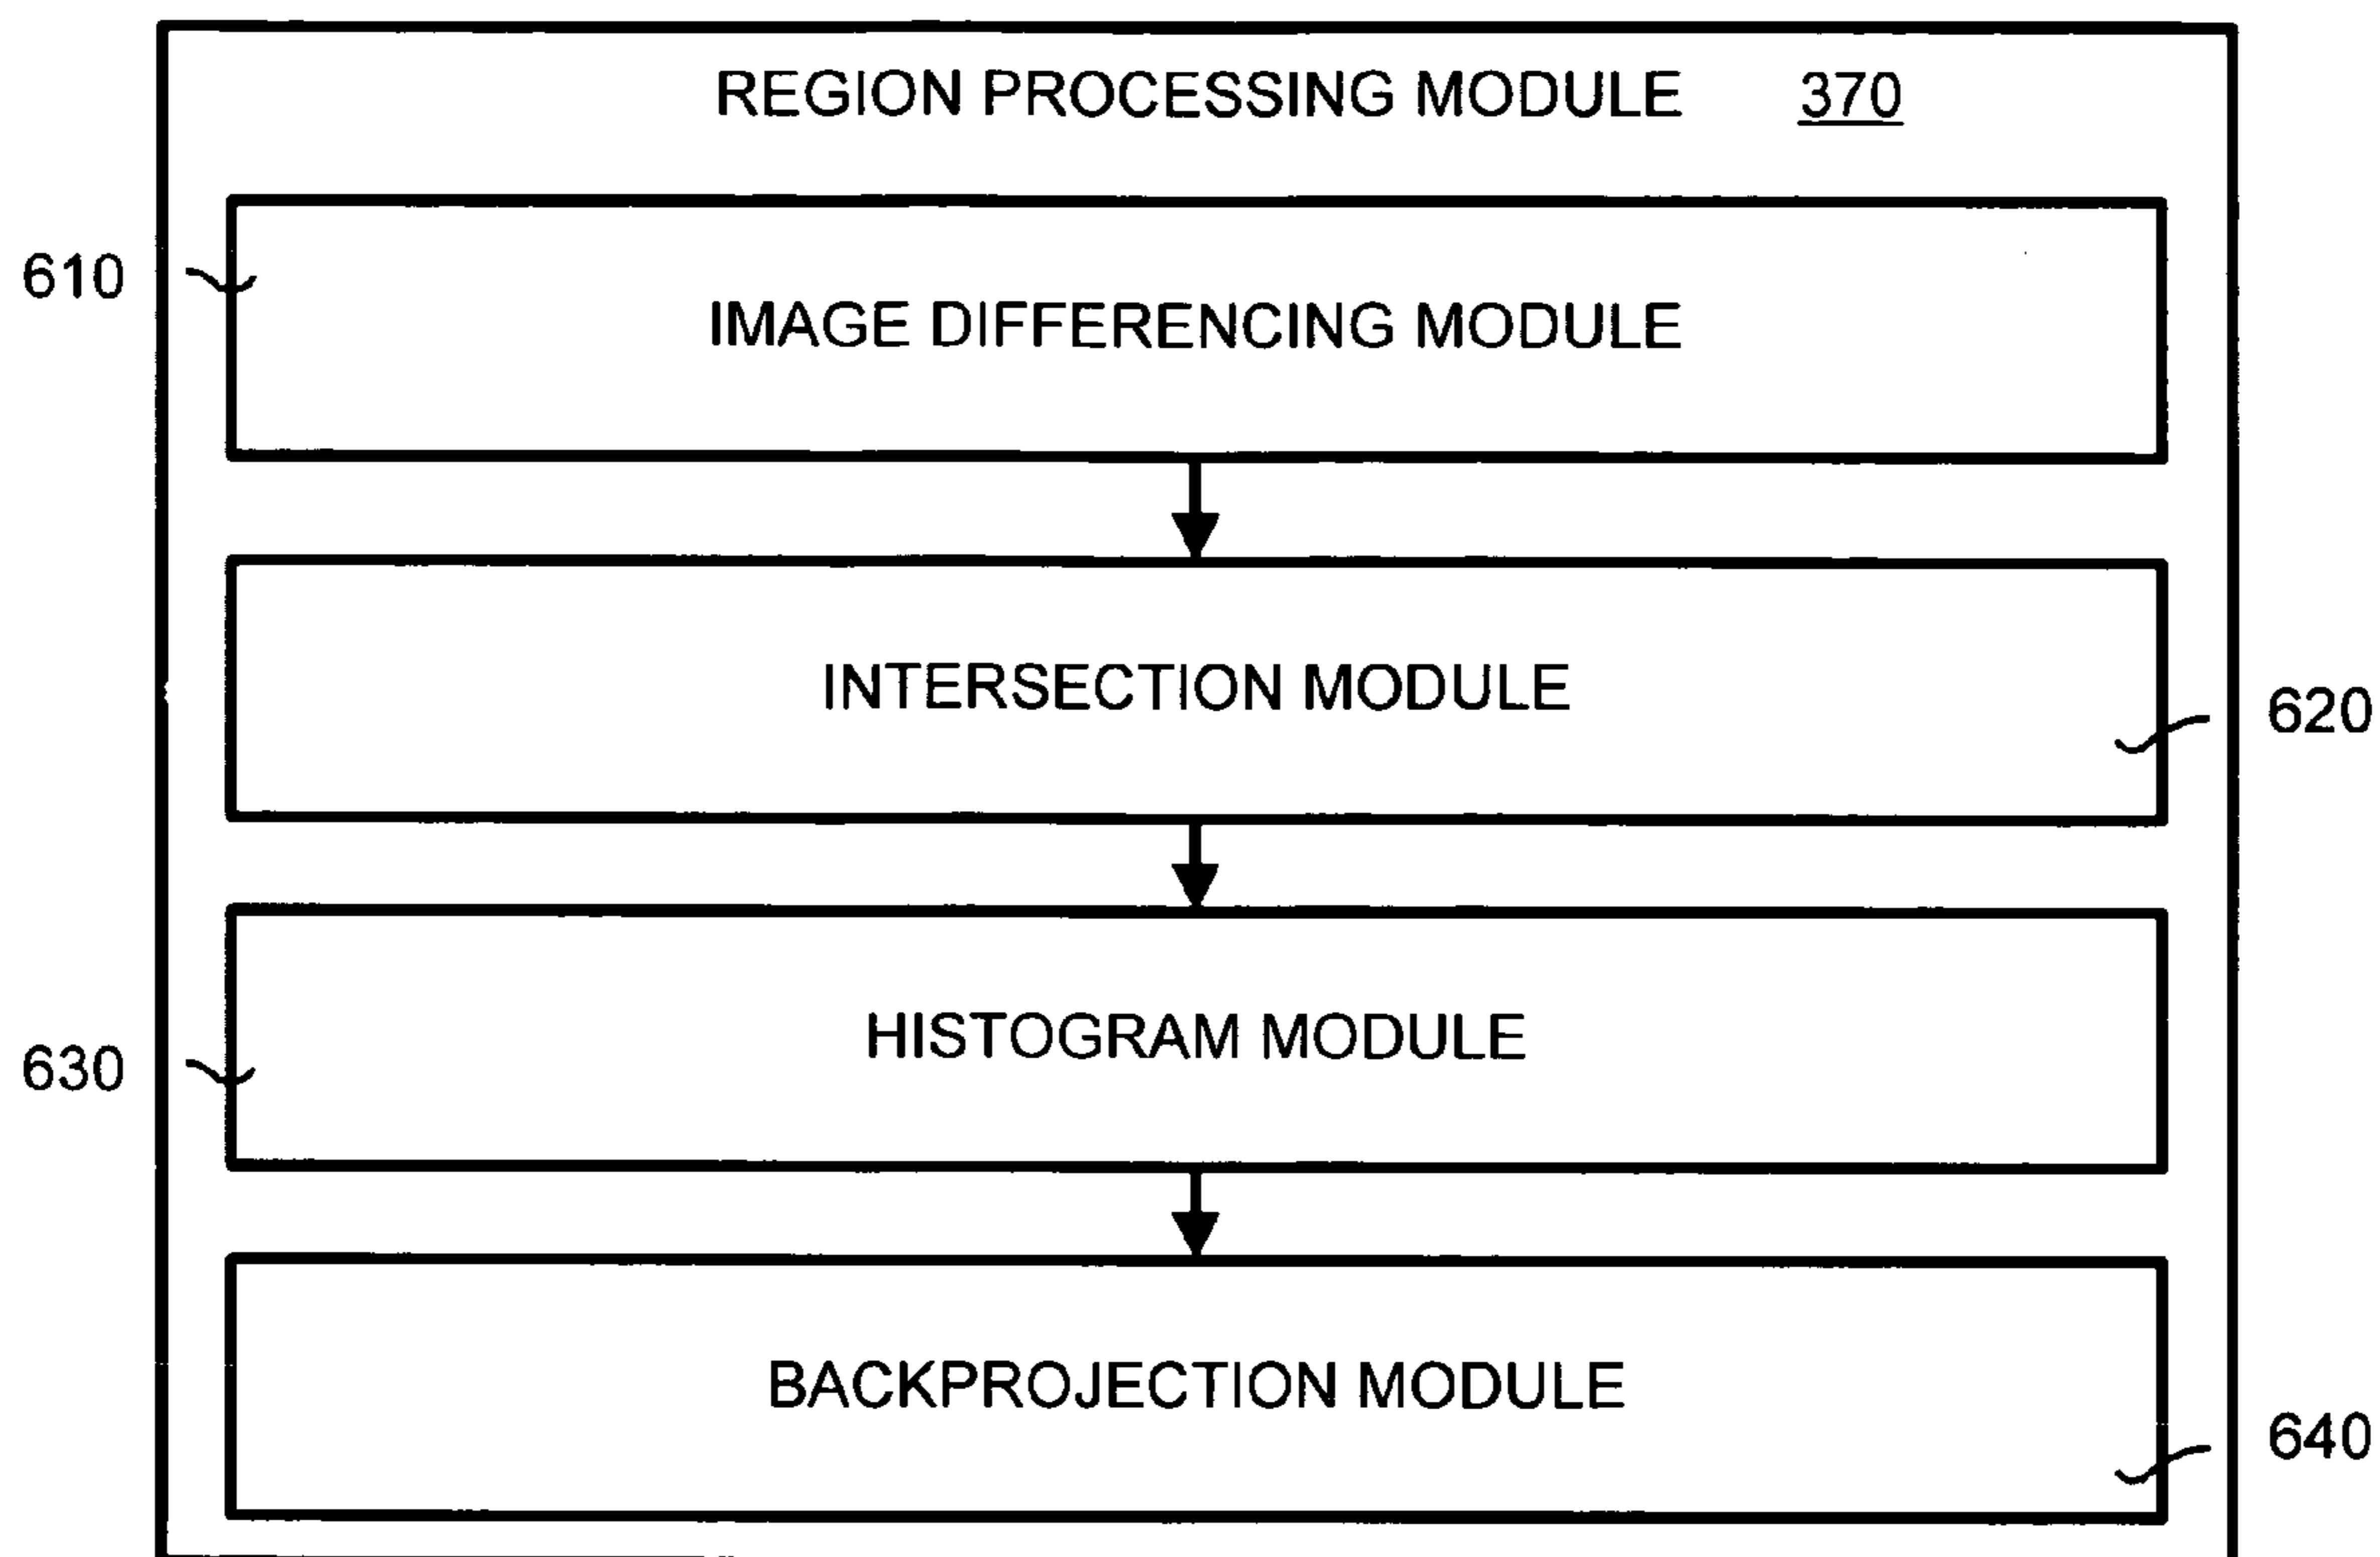 REGION PROCESSING MODULE 370
610
IMAGE DIFFERENCING MODULE
INTERSECTION MODULE
620
HISTOGRAM MODULE
630
BACKPROJECTION MODULE
640